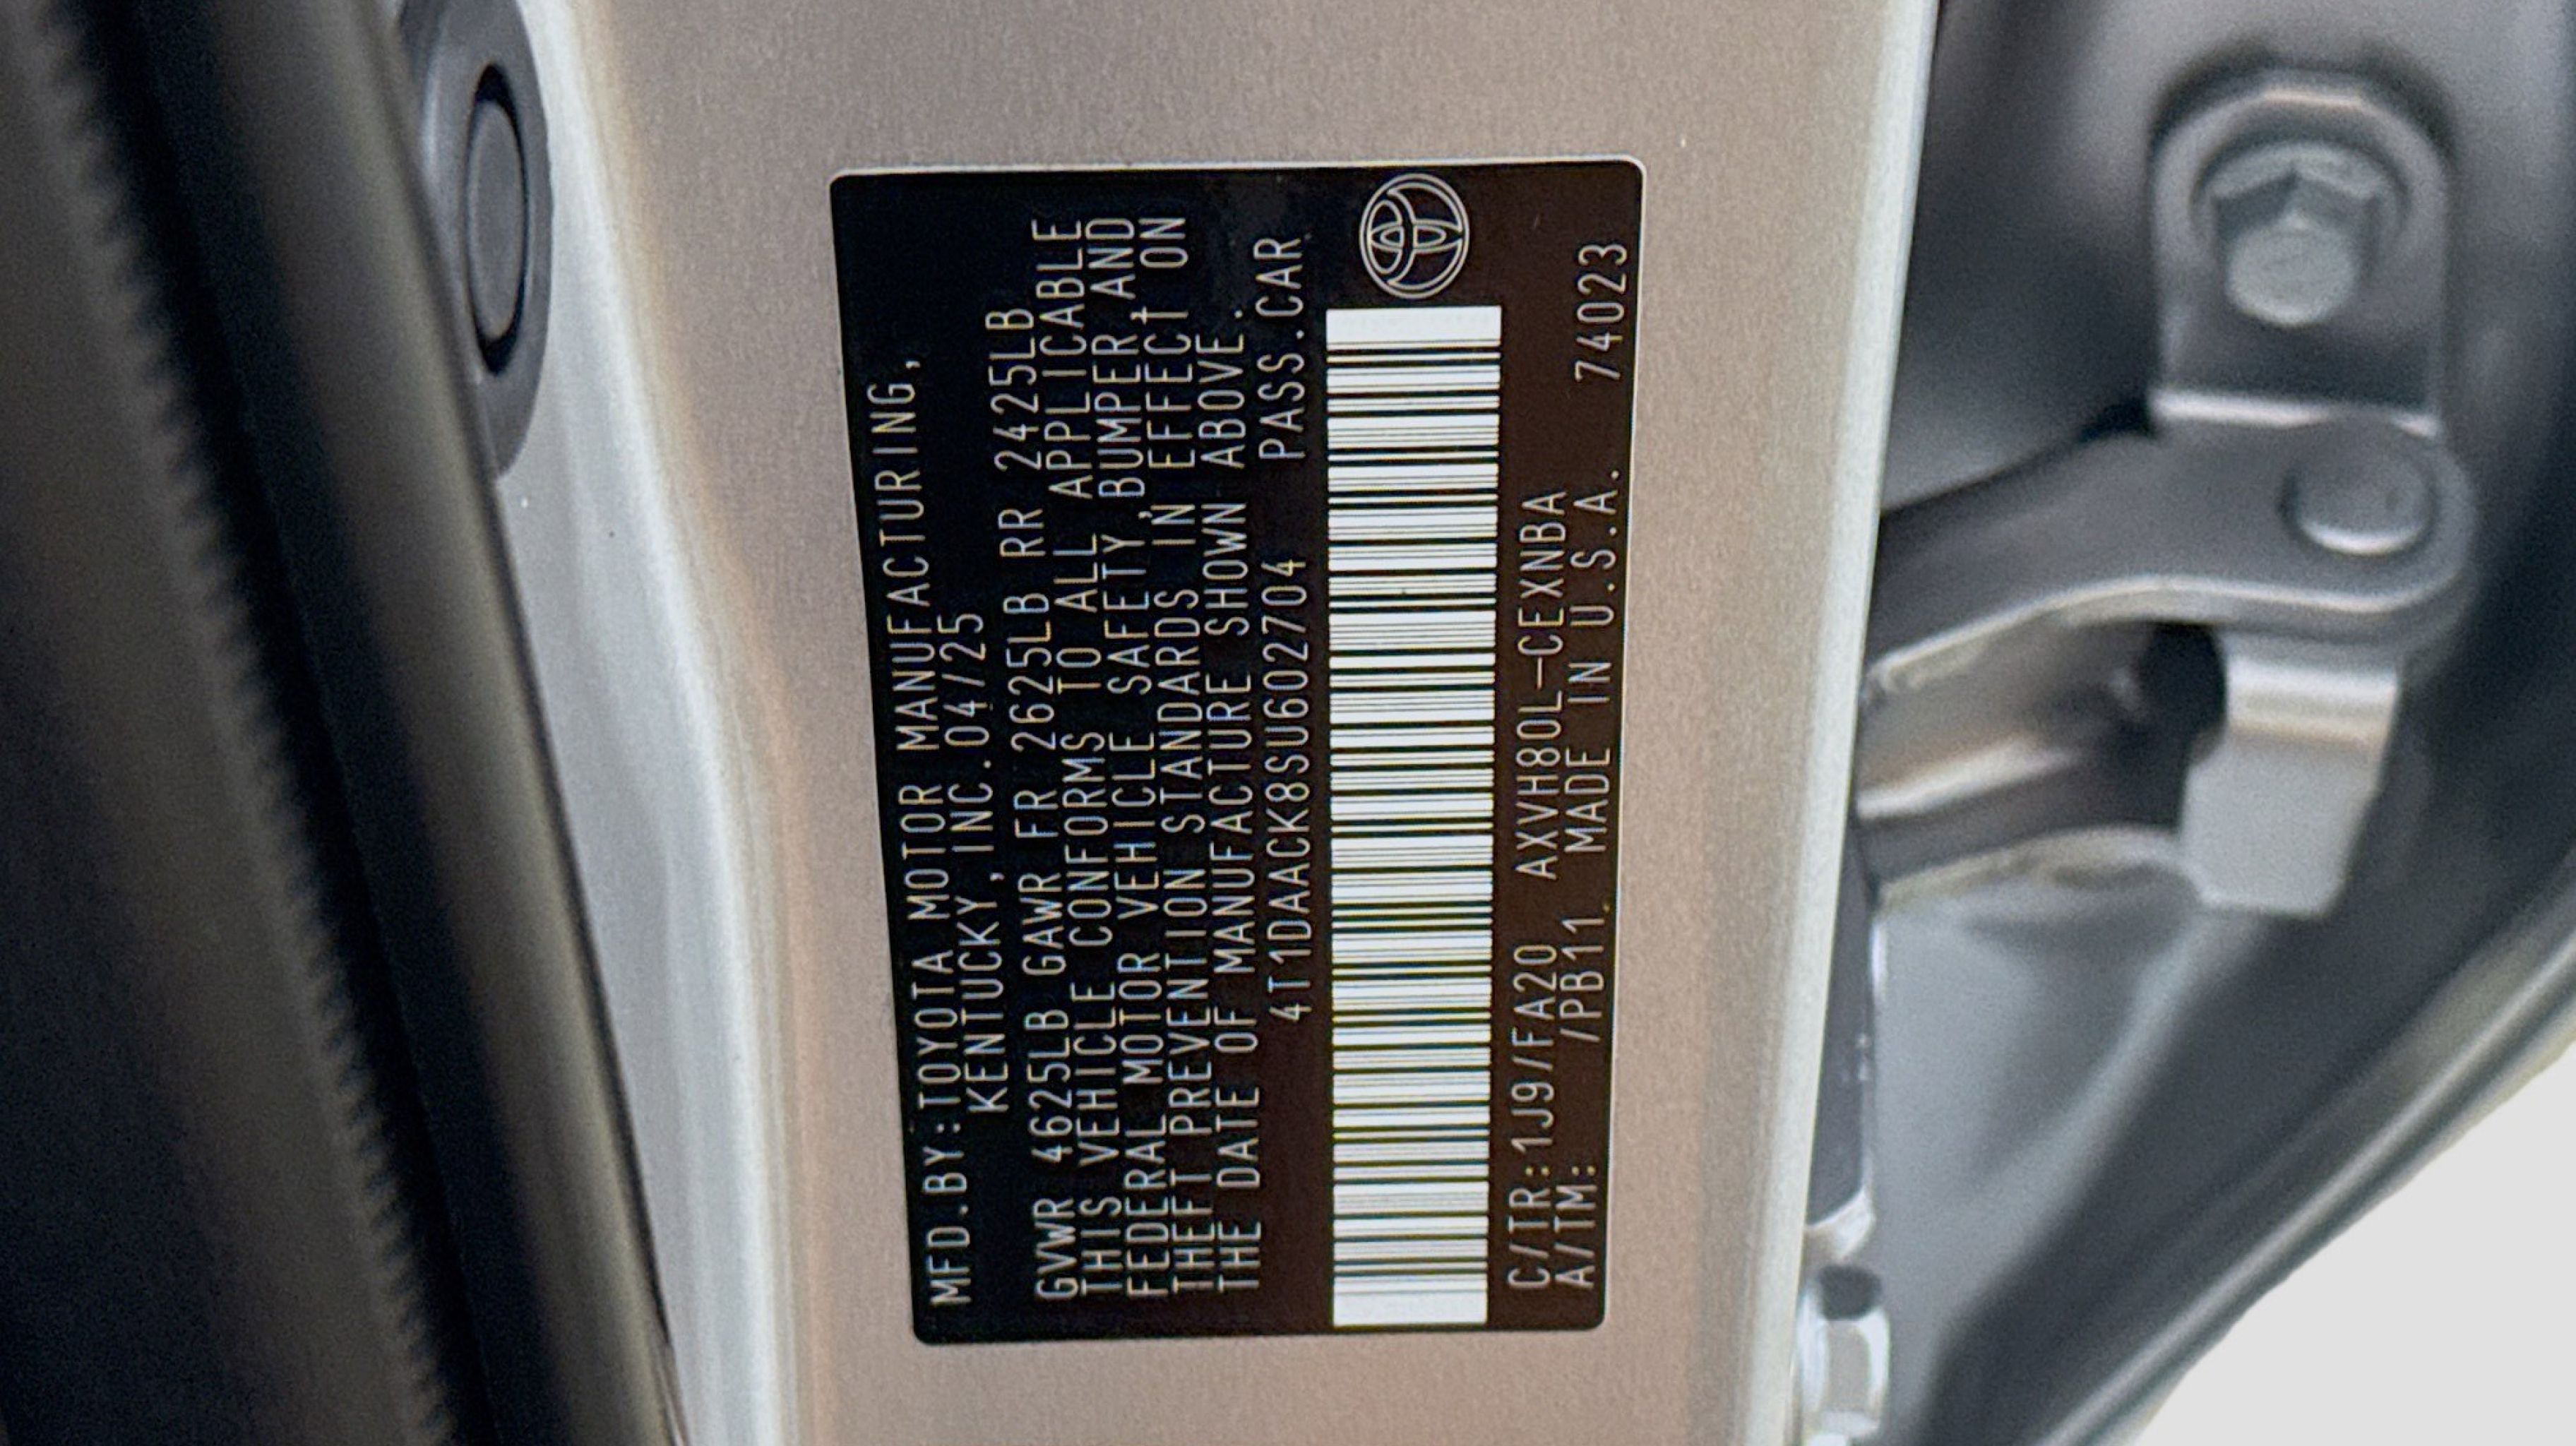 MFD.BY:TOYOTA MOTOR MANUFACTURING,
KENTUCKY, INC.04/25
GVWR 4625LB GAWR FR 2625LB RR 2425LB
THIS VEHICLE CONFORMS TO ALL APPLICABLE
FEDERAL MOTOR VEHICLE SAFETY, BUMPER AND
THEFT PREVENTION STANDARDS IN EFFECT ON
THE DATE OF MANUFACTURE SHOWN ABOVE.
4T1DAACK8SU602704 PASS.CAR
C/TR:1J9/FA20 AXVH80L-CEXNBA
A/TM: /PB11 MADE IN U.S.A. 74023